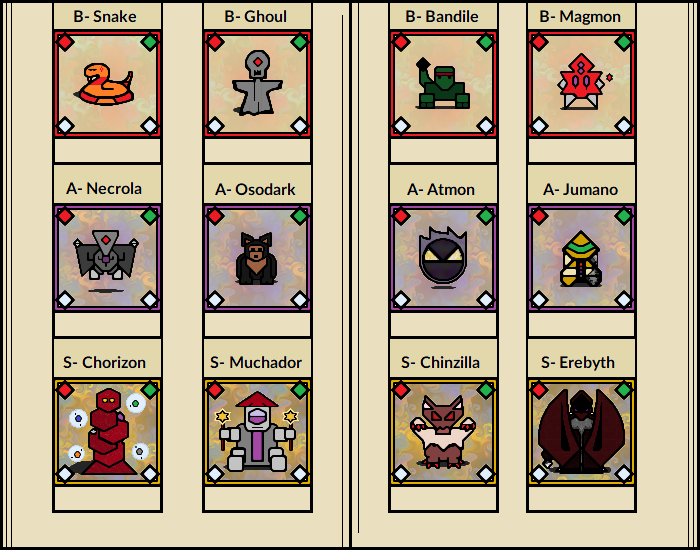 B- Snake
B- Ghoul
B- Bandile
B- Magmon
A- Necrola
A- Osodark
A- Atmon
A- Jumano
S- Chorizon
S- Muchador
S- Chinzilla
S- Erebyth